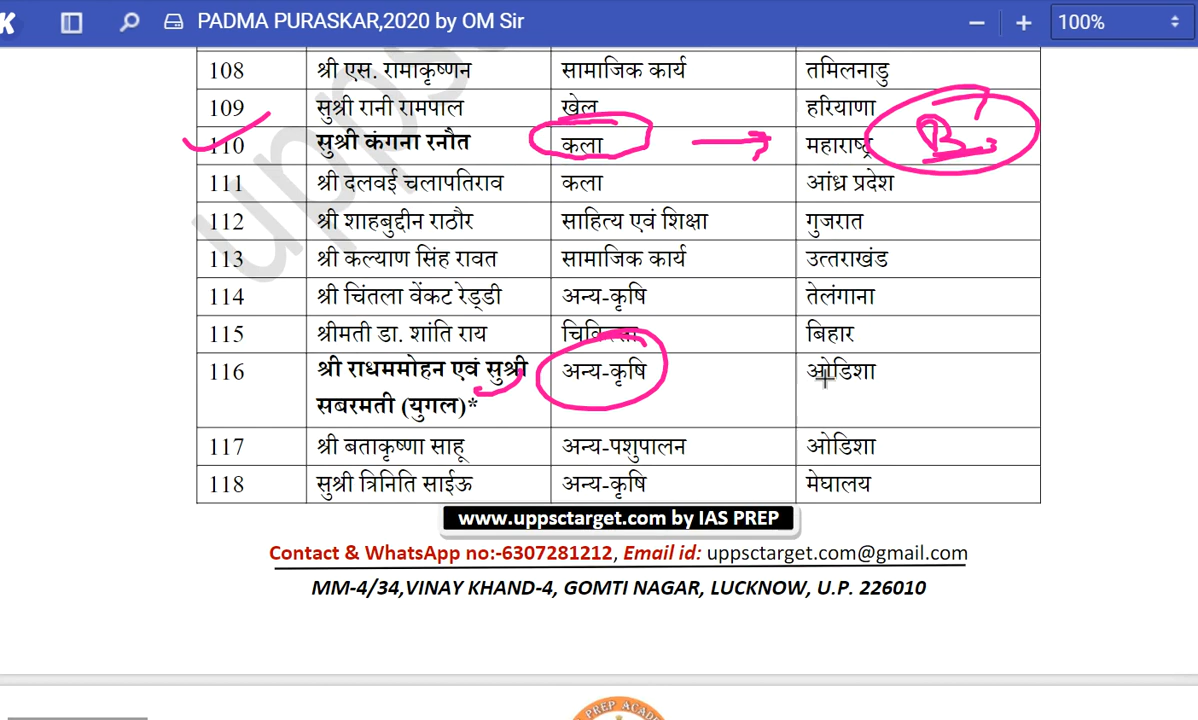 K PADMA PURASKAR,2020 by OM Sir 100%
108 श्री एस. रामाकृष्णन सामाजिक कार्य तमिलनाडु
109 सुश्री रानी रामपाल खेल हरियाणा
110 सुश्री कंगना रनौत कला महाराष्ट्र
111 श्री दलवई चलापतिराव कला आंध्र प्रदेश
112 श्री शाहबुद्दीन राठौर साहित्य एवं शिक्षा गुजरात
113 श्री कल्याण सिंह रावत सामाजिक कार्य उत्तराखंड
114 श्री चिंतला वेंकट रेड्डी अन्य-कृषि तेलंगाना
115 श्रीमती डा. शांति राय चिकित्सा बिहार
116 श्री राधममोहन एवं सुश्री अन्य-कृषि ओडिशा
सबरमती (युगल)*
117 श्री बताकृष्णा साहू अन्य-पशुपालन ओडिशा
118 सुश्री त्रिनिति साईऊ अन्य-कृषि मेघालय
www.uppsctarget.com by IAS PREP
Contact & WhatsApp no:-6307281212, Email id: uppsctarget.com@gmail.com
MM-4/34,VINAY KHAND-4, GOMTI NAGAR, LUCKNOW, U.P. 226010